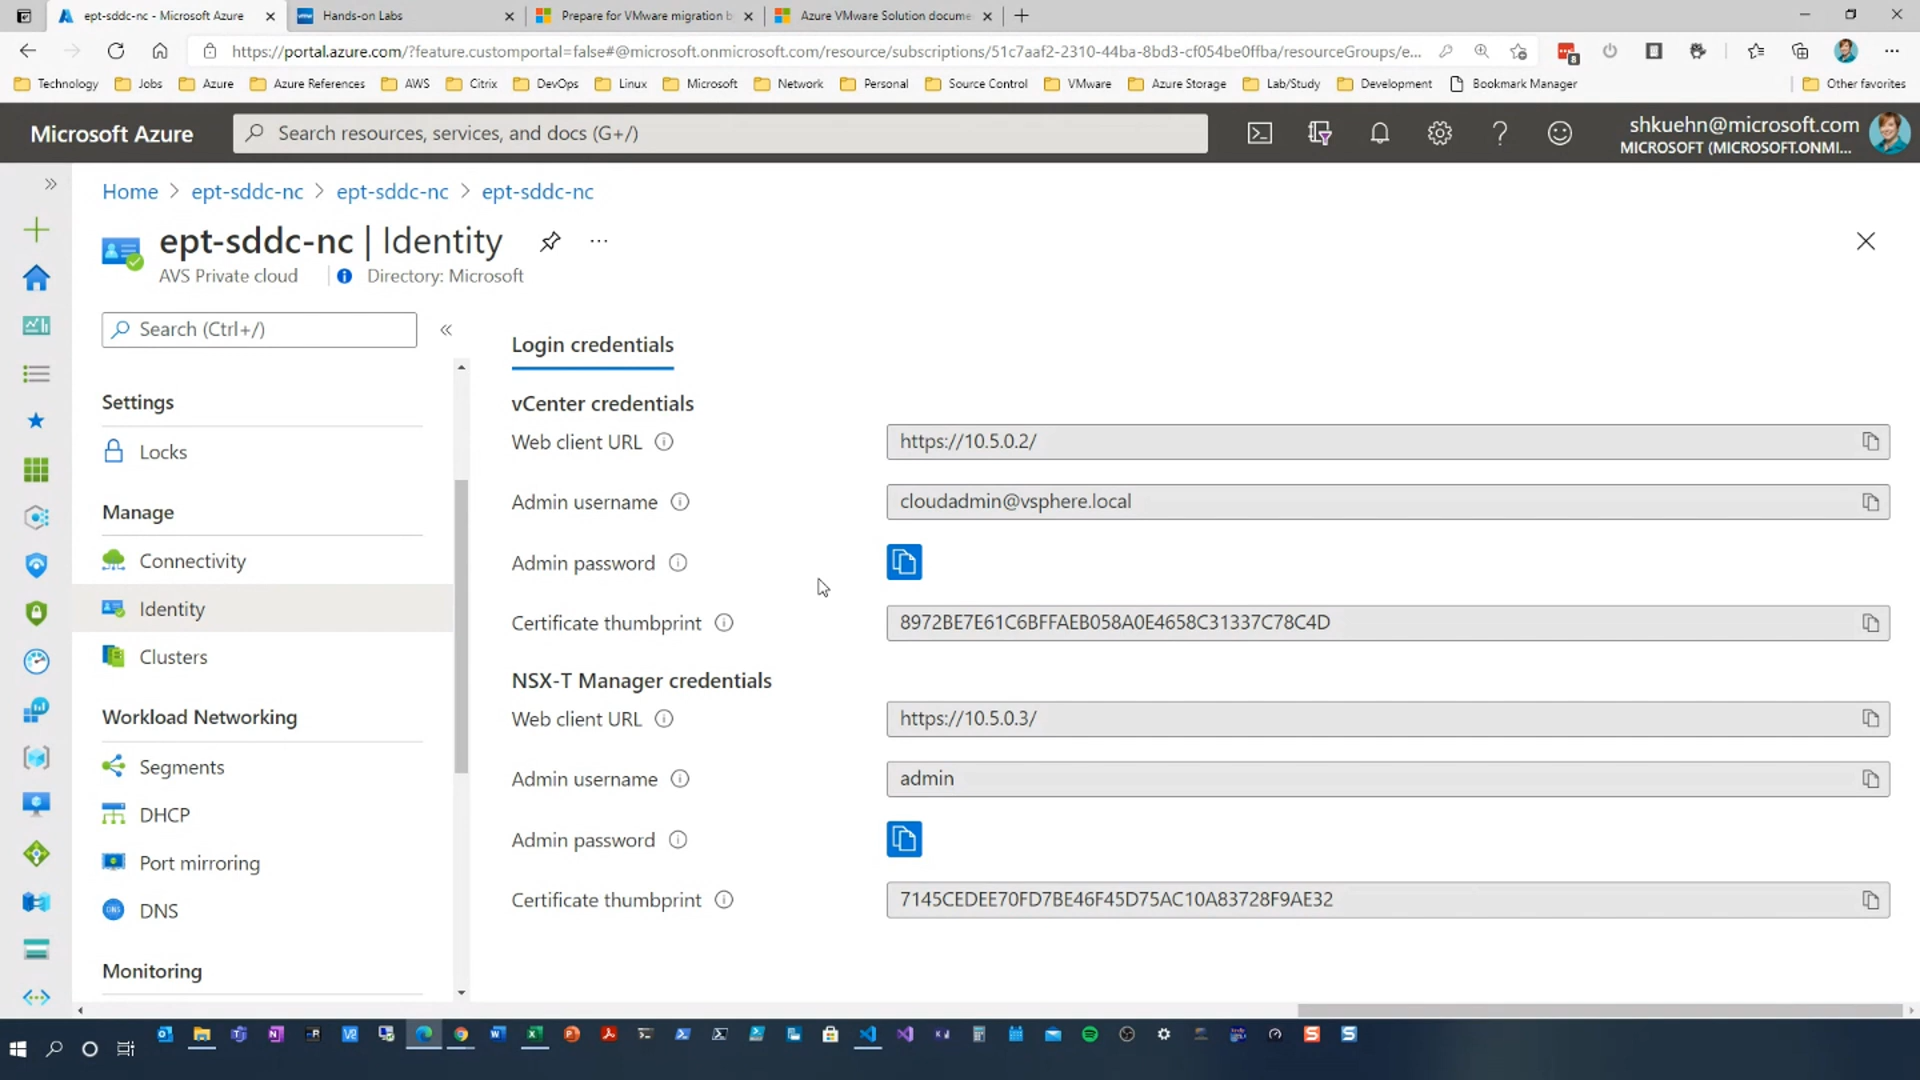 ept-sddc-nc - Microsoft Azure
Hands-on Labs
Prepare for VMware migration b
Azure VMware Solution docume
https://portal.azure.com/?feature.customportal=false#@microsoft.onmicrosoft.com/resource/subscriptions/51c7aaf2-2310-44ba-8bd3-cf054be0ffba/resourceGroups/e...
8
Technology
Jobs
Azure
Azure References
AWS
Citrix
DevOps
Linux
Microsoft
Network
Personal
Source Control
VMware
Azure Storage
Lab/Study
Development
Bookmark Manager
Other favorites
Microsoft Azure
Search resources, services, and docs (G+/)
shkuehn@microsoft.com
MICROSOFT (MICROSOFT.ONMI...
Home > ept-sddc-nc > ept-sddc-nc > ept-sddc-nc
ept-sddc-nc | Identity
AVS Private cloud
Directory: Microsoft
Search (Ctrl+/)
Settings
Locks
Manage
Connectivity
Identity
Clusters
Workload Networking
Segments
DHCP
Port mirroring
DNS
Monitoring
Login credentials
vCenter credentials
Web client URL
https://10.5.0.2/
Admin username
cloudadmin@vsphere.local
Admin password
Certificate thumbprint
8972BE7E61C6BFFAEB058A0E4658C31337C78C4D
NSX-T Manager credentials
Web client URL
https://10.5.0.3/
Admin username
admin
Admin password
Certificate thumbprint
7145CEDEE70FD7BE46F45D75AC10A83728F9AE32